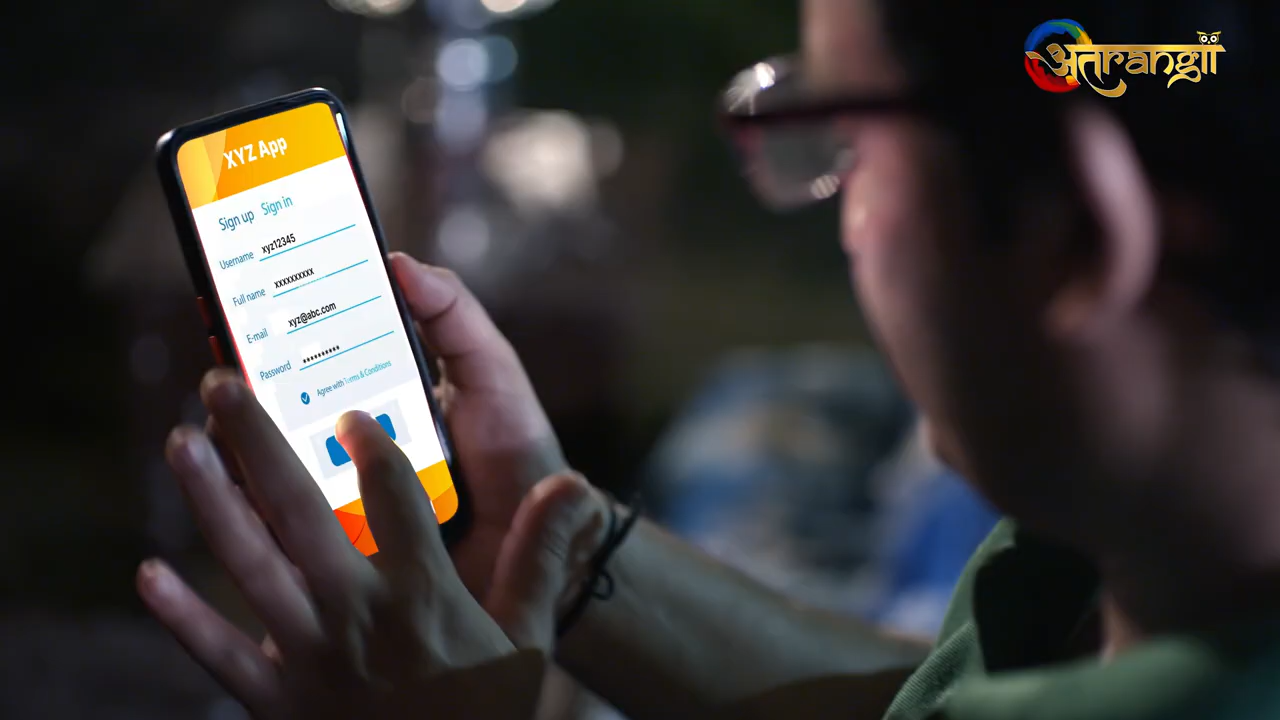 अतrangii
XYZ App
Sign up Sign in
Username xyz12345
Full name xxxxxxxxxx
E-mail xyz@abc.com
Password **********
Agree with Terms & Conditions